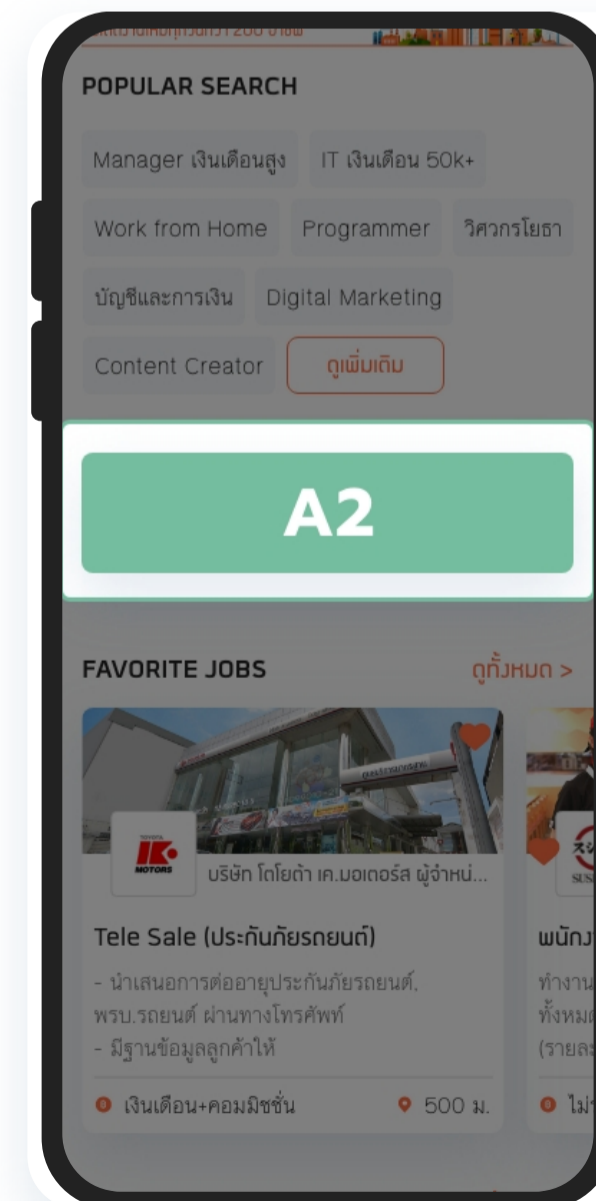 POPULAR SEARCH
Manager เงินเดือนสูง IT เงินเดือน 50k+
Work from Home Programmer วิศวกรโยธา
บัญชีและการเงิน Digital Marketing
Content Creator ดูเพิ่มเติม
A2
FAVORITE JOBS ดูทั้งหมด >
TOYOTA
K
MOTORS
บริษัท โตโยต้า เค.มอเตอร์ส ผู้จำหน่...
Tele Sale (ประกันภัยรถยนต์)
- นำเสนอการต่ออายุประกันภัยรถยนต์,
พรบ.รถยนต์ ผ่านทางโทรศัพท์
- มีฐานข้อมูลลูกค้าให้
เงินเดือน+คอมมิชชั่น 500 ม.
ทำงาน